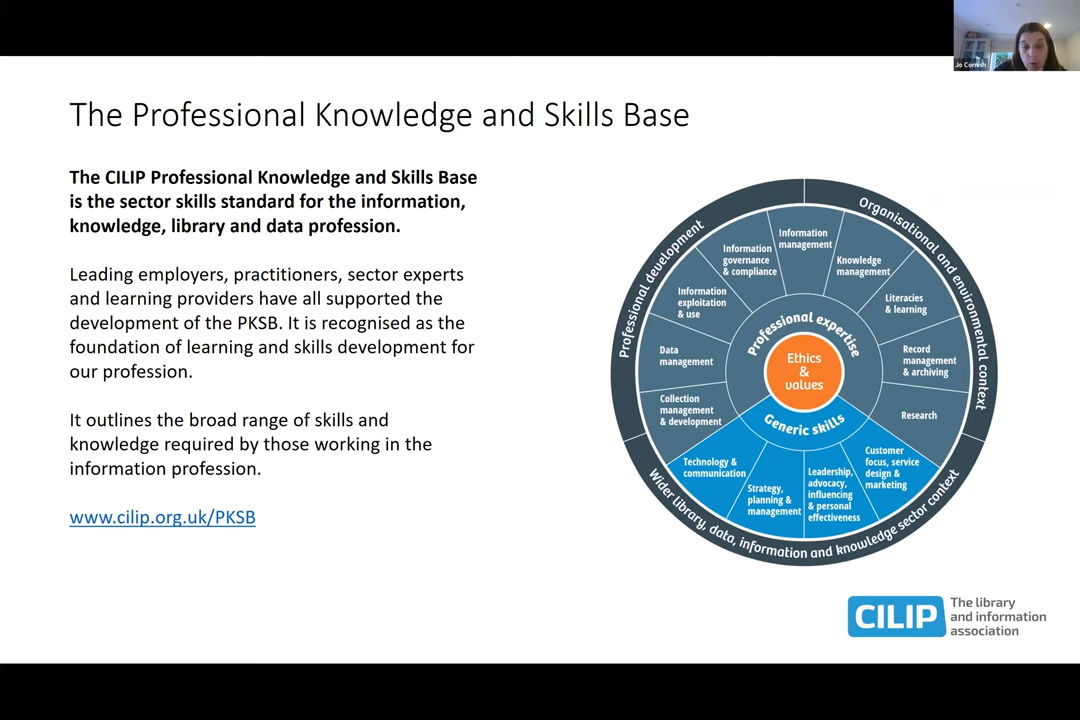 Jo Cornish
The Professional Knowledge and Skills Base
The CILIP Professional Knowledge and Skills Base
is the sector skills standard for the information,
knowledge, library and data profession.
Leading employers, practitioners, sector experts
and learning providers have all supported the
development of the PKSB. It is recognised as the
foundation of learning and skills development for
our profession.
It outlines the broad range of skills and
knowledge required by those working in the
information profession.
www.cilip.org.uk/PKSB
Professional development
Organisational and environmental context
Wider library, data, information and knowledge sector context
Collection
management
& development
Data
management
Information
exploitation
& use
Information
governance
& compliance
Information
management
Knowledge
management
Literacies
& learning
Record
management
& archiving
Research
Professional expertise
Ethics
&
values
Generic skills
Technology &
communication
Strategy,
planning &
management
Leadership,
advocacy,
influencing
& personal
effectiveness
Customer
focus, service
design &
marketing
CILIP
The library
and information
association